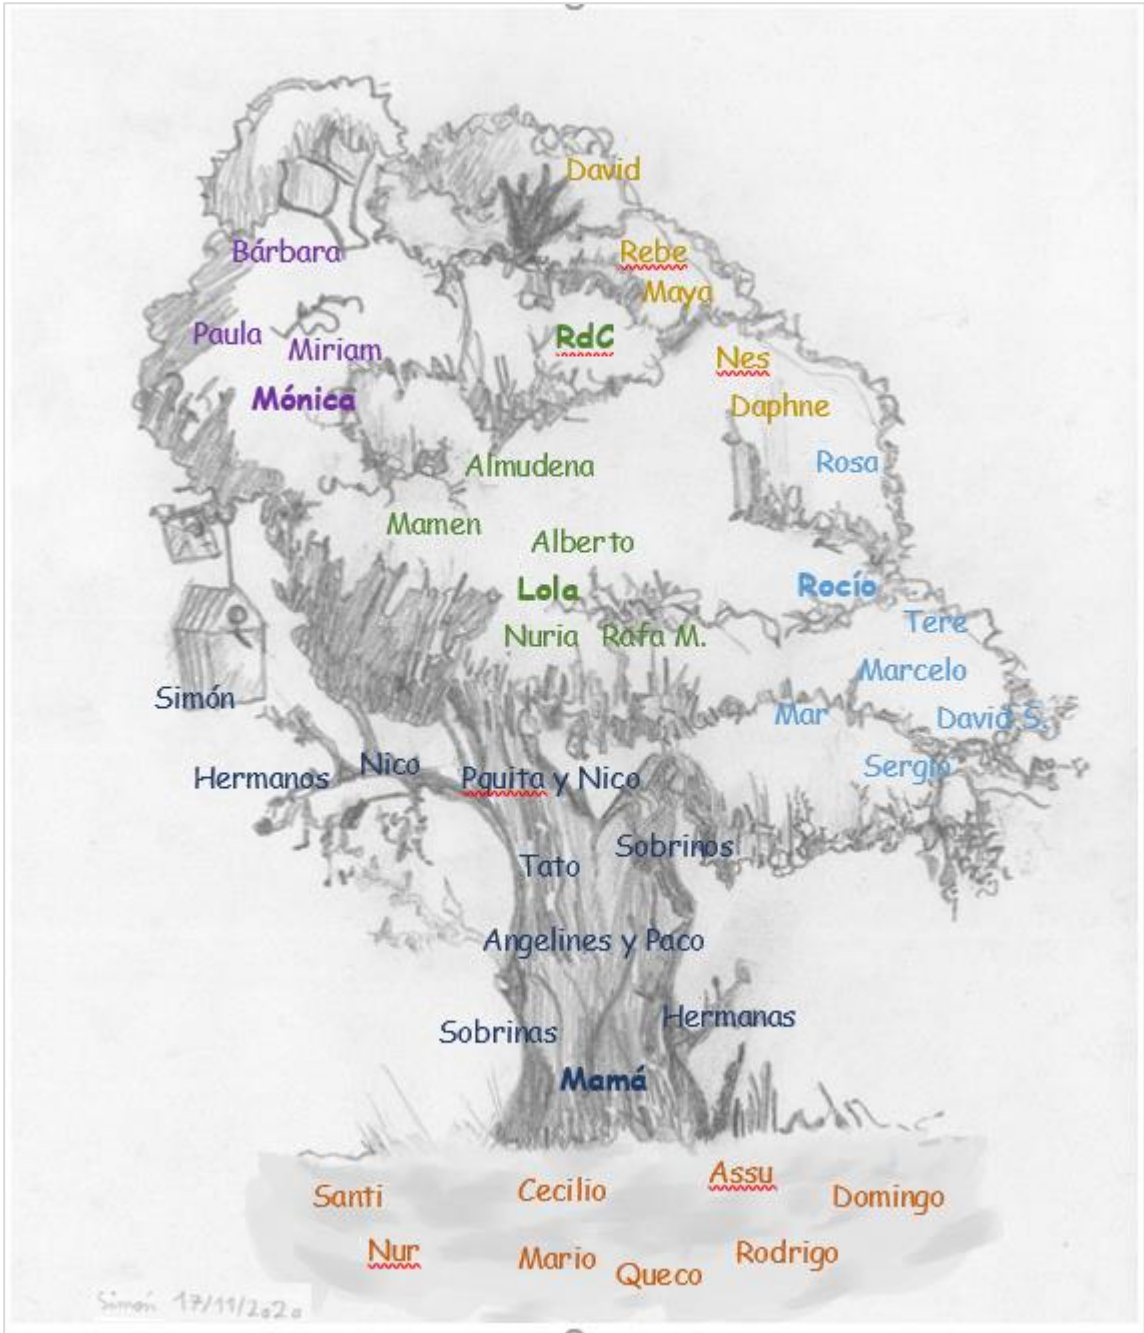 David
Bárbara
Rebe
Maya
Paula
Miriam
RdC
Nes
Mónica
Daphne
Almudena
Rosa
Mamen
Alberto
Lola
Rocío
Tere
Nuria Rafa M.
Marcelo
Simón
Mar
David S.
Hermanos
Nico
Pquita y Nico
Sergio
Tato
Sobrinos
Angelines y Paco
Sobrinas
Hermanas
Mamá
Santi
Cecilio
Assu
Domingo
Nur
Mario
Queco
Rodrigo
Simón 17/11/2020